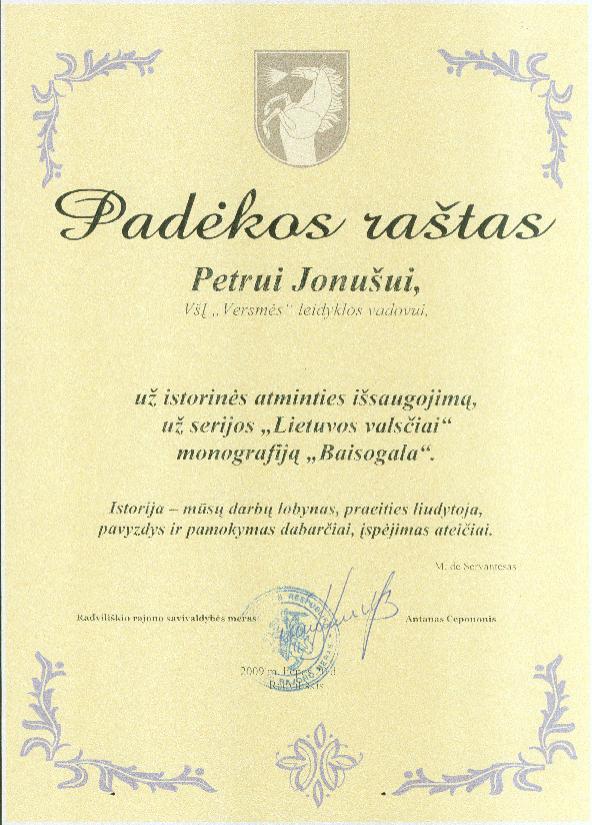 Padėkos raštas
Petrui Jonušui,
VšĮ „Versmės“ leidyklos vadovui,
už istorinės atminties išsaugojimą,
už serijos „Lietuvos valsčiai“
monografiją „Baisogala“.
Istorija – mūsų darbų lobynas, praeities liudytoja,
pavyzdys ir pamokymas dabarčiai, įspėjimas ateičiai.
M. de Servantesas
Radviliškio rajono savivaldybės meras
Antanas Čepononis
2009 m.